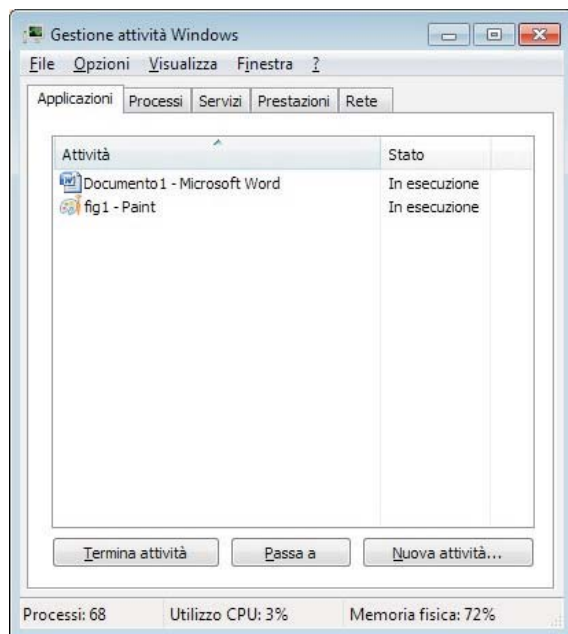 Gestione attività Windows
File Opzioni Visualizza Finestra ?
Applicazioni Processi Servizi Prestazioni Rete
Attività Stato
Documento1 - Microsoft Word In esecuzione
fig1 - Paint In esecuzione
Termina attività Passa a Nuova attività...
Processi: 68 Utilizzo CPU: 3% Memoria fisica: 72%